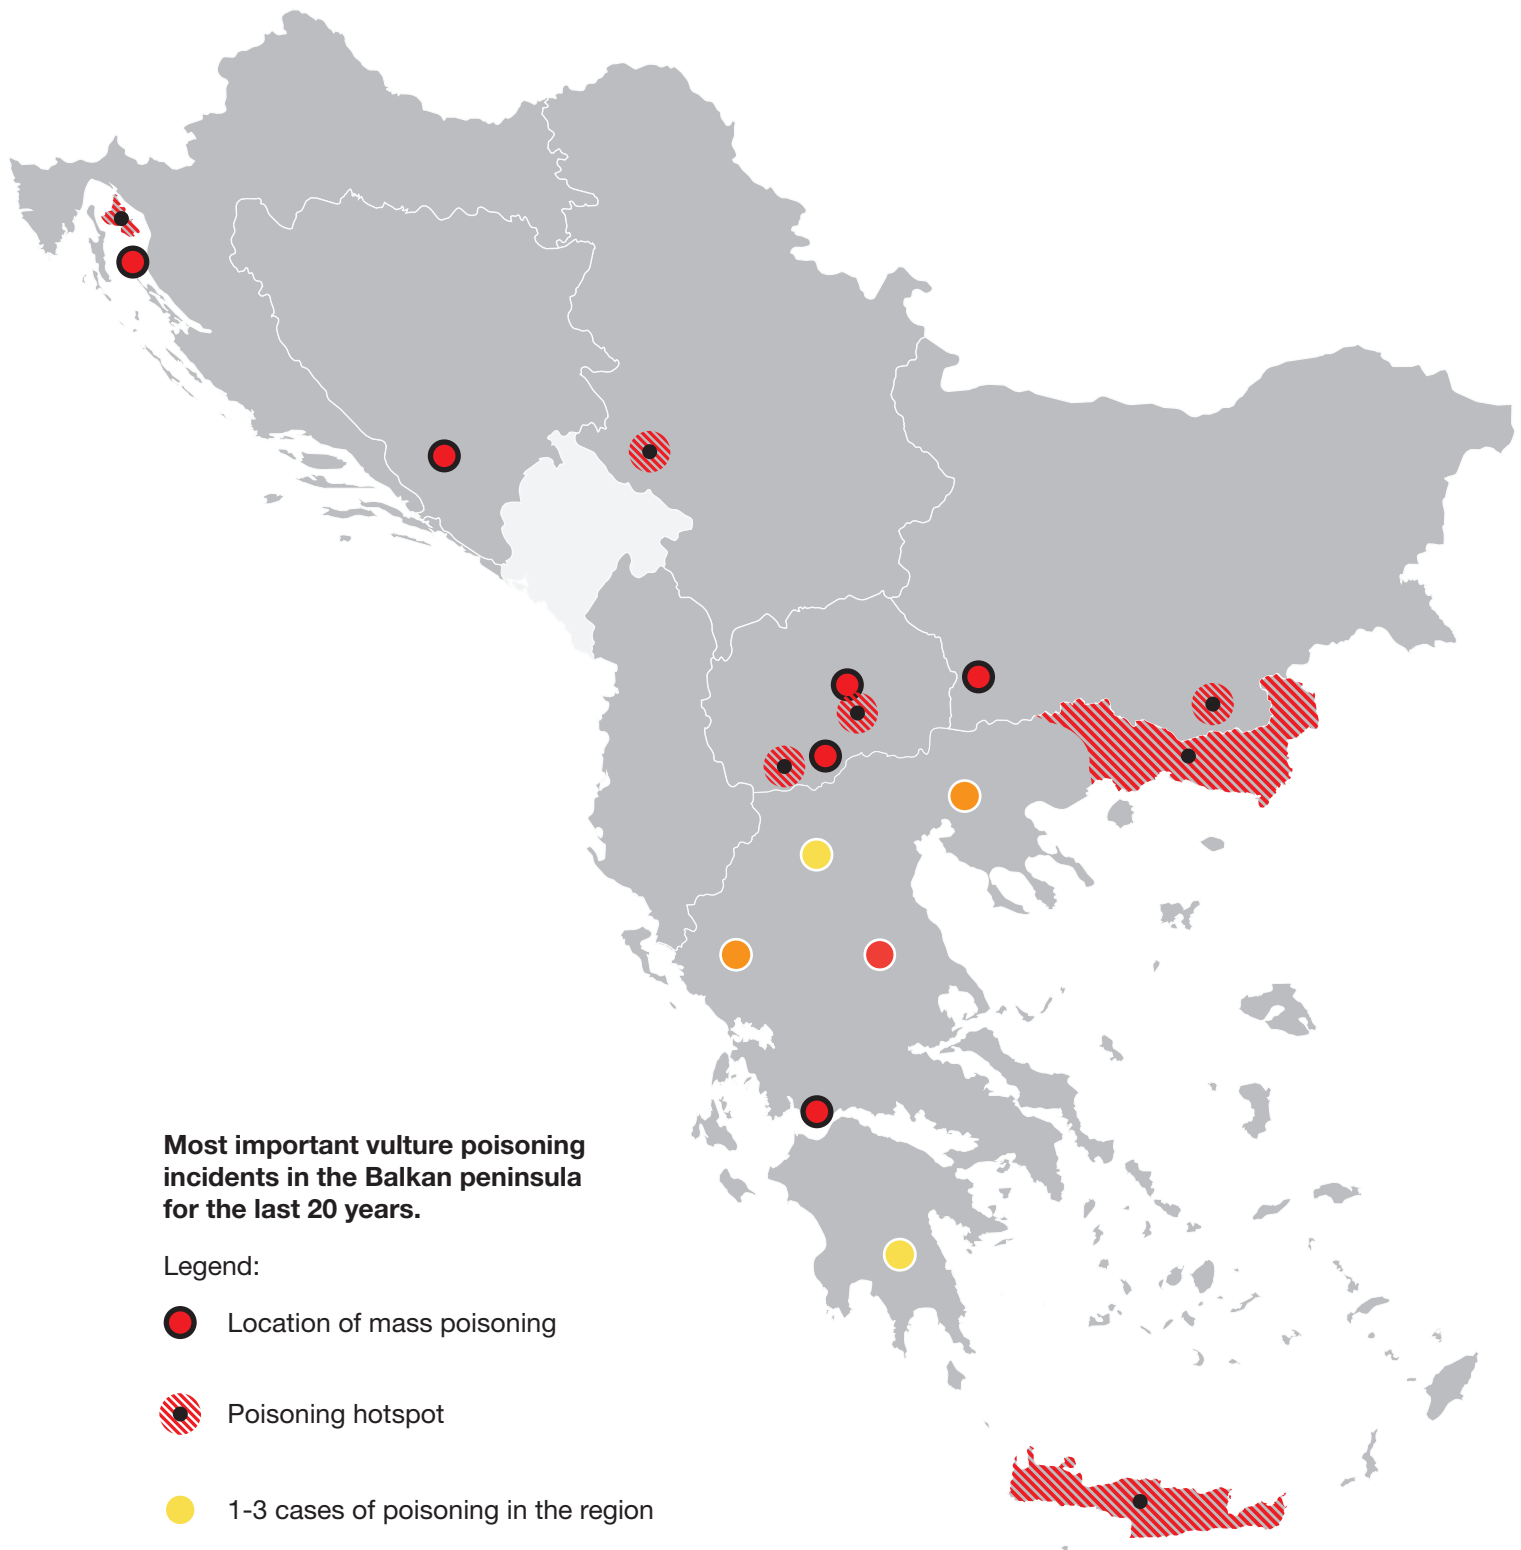 Most important vulture poisoning
incidents in the Balkan peninsula
for the last 20 years.
Legend:
Location of mass poisoning
Poisoning hotspot
1-3 cases of poisoning in the region